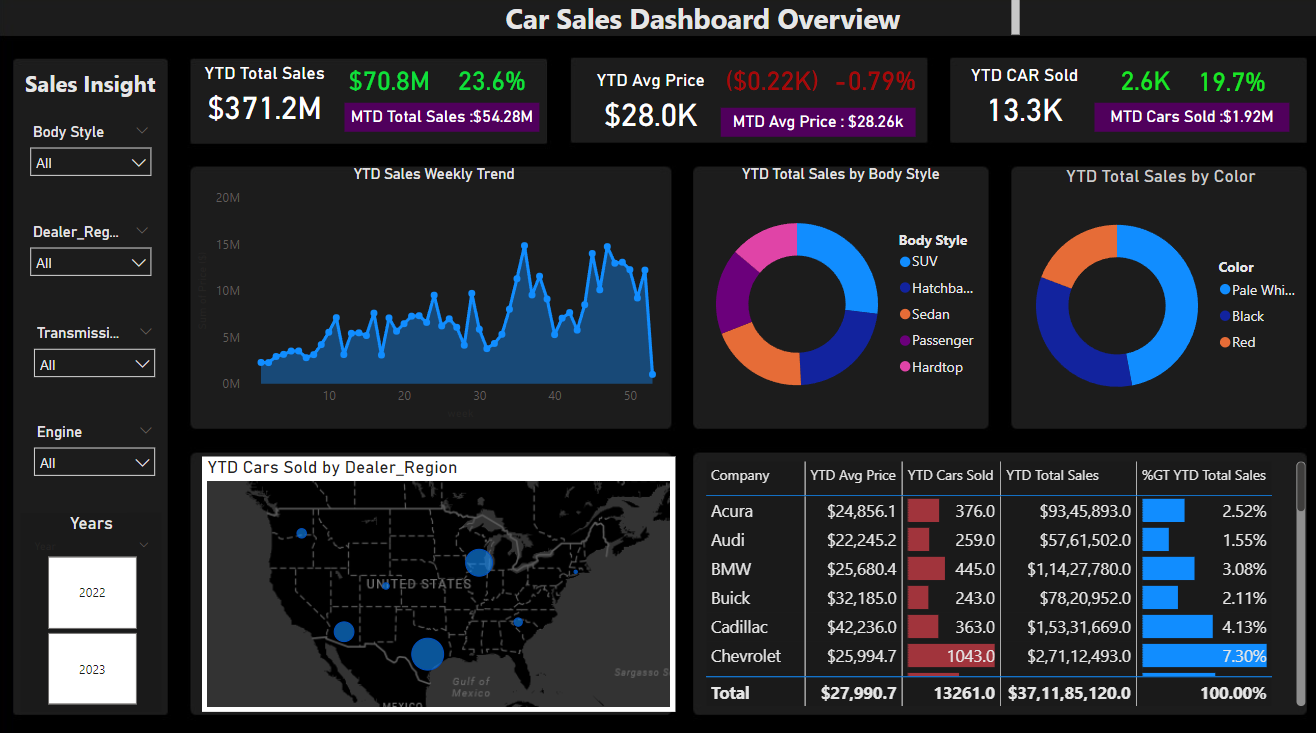 Car Sales Dashboard Overview
Sales Insight
Body Style
All
Dealer_Reg...
All
Transmissi...
All
Engine
All
Years
2022
2023
YTD Total Sales
$371.2M
$70.8M 23.6%
MTD Total Sales :$54.28M
YTD Avg Price
$28.0K
($0.22K) -0.79%
MTD Avg Price : $28.26k
YTD CAR Sold
13.3K
2.6K 19.7%
MTD Cars Sold :$1.92M
YTD Sales Weekly Trend
20M
15M
10M
5M
0M
10 20 30 40 50
YTD Total Sales by Body Style
Body Style
SUV
Hatchba...
Sedan
Passenger
Hardtop
YTD Total Sales by Color
Color
Pale Whi...
Black
Red
YTD Cars Sold by Dealer_Region
UNITED STATES
Gulf of
Mexico
Sargasso S
MEXICO
Company YTD Avg Price YTD Cars Sold YTD Total Sales %GT YTD Total Sales
Acura $24,856.1 376.0 $93,45,893.0 2.52%
Audi $22,245.2 259.0 $57,61,502.0 1.55%
BMW $25,680.4 445.0 $1,14,27,780.0 3.08%
Buick $32,185.0 243.0 $78,20,952.0 2.11%
Cadillac $42,236.0 363.0 $1,53,31,669.0 4.13%
Chevrolet $25,994.7 1043.0 $2,71,12,493.0 7.30%
Total $27,990.7 13261.0 $37,11,85,120.0 100.00%